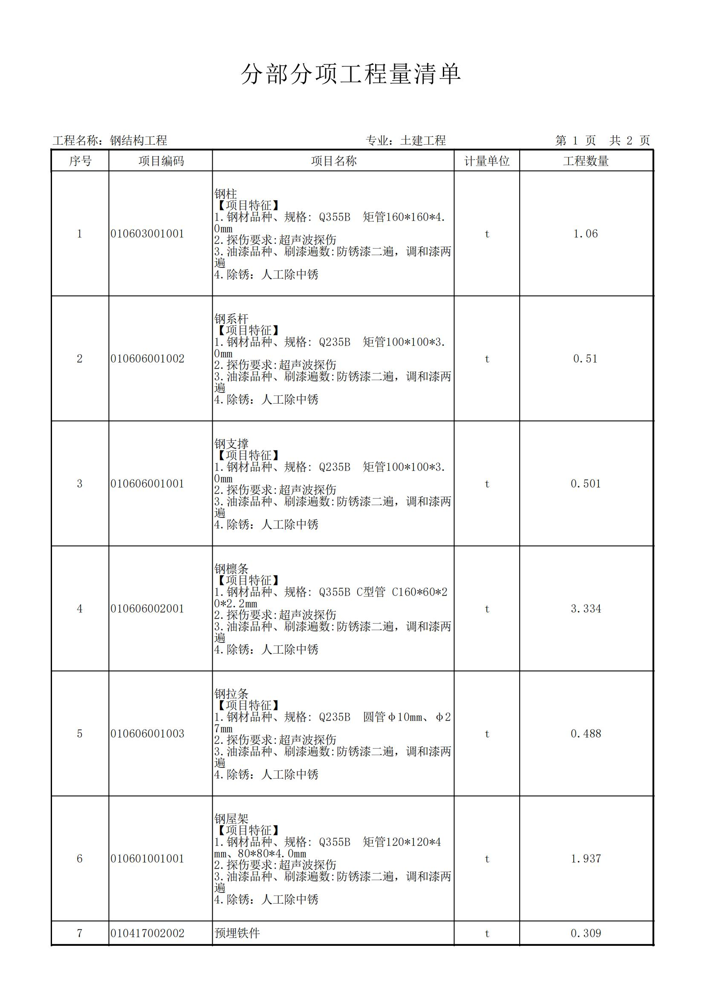 分部分项工程量清单
工程名称：钢结构工程 专业：土建工程 第 1 页 共 2 页
序号 项目编码 项目名称 计量单位 工程数量
钢柱
【项目特征】
1.钢材品种、规格: Q355B 矩管160*160*4.
0mm
1 010603001001 t 1.06
2.探伤要求:超声波探伤
3.油漆品种、刷漆遍数:防锈漆二遍，调和漆两
遍
4.除锈：人工除中锈
钢系杆
【项目特征】
1.钢材品种、规格: Q235B 矩管100*100*3.
0mm
2 010606001002 t 0.51
2.探伤要求:超声波探伤
3.油漆品种、刷漆遍数:防锈漆二遍，调和漆两
遍
4.除锈：人工除中锈
钢支撑
【项目特征】
1.钢材品种、规格: Q235B 矩管100*100*3.
0mm
3 010606001001 t 0.501
2.探伤要求:超声波探伤
3.油漆品种、刷漆遍数:防锈漆二遍，调和漆两
遍
4.除锈：人工除中锈
钢檩条
【项目特征】
1.钢材品种、规格: Q355B C型管 C160*60*2
0*2.2mm
4 010606002001 t 3.334
2.探伤要求:超声波探伤
3.油漆品种、刷漆遍数:防锈漆二遍，调和漆两
遍
4.除锈：人工除中锈
钢拉条
【项目特征】
1.钢材品种、规格: Q235B 圆管φ10mm、φ2
7mm
5 010606001003 t 0.488
2.探伤要求:超声波探伤
3.油漆品种、刷漆遍数:防锈漆二遍，调和漆两
遍
4.除锈：人工除中锈
钢屋架
【项目特征】
1.钢材品种、规格: Q355B 矩管120*120*4
mm、80*80*4.0mm
6 010601001001 t 1.937
2.探伤要求:超声波探伤
3.油漆品种、刷漆遍数:防锈漆二遍，调和漆两
遍
4.除锈：人工除中锈
7 010417002002 预埋铁件 t 0.309